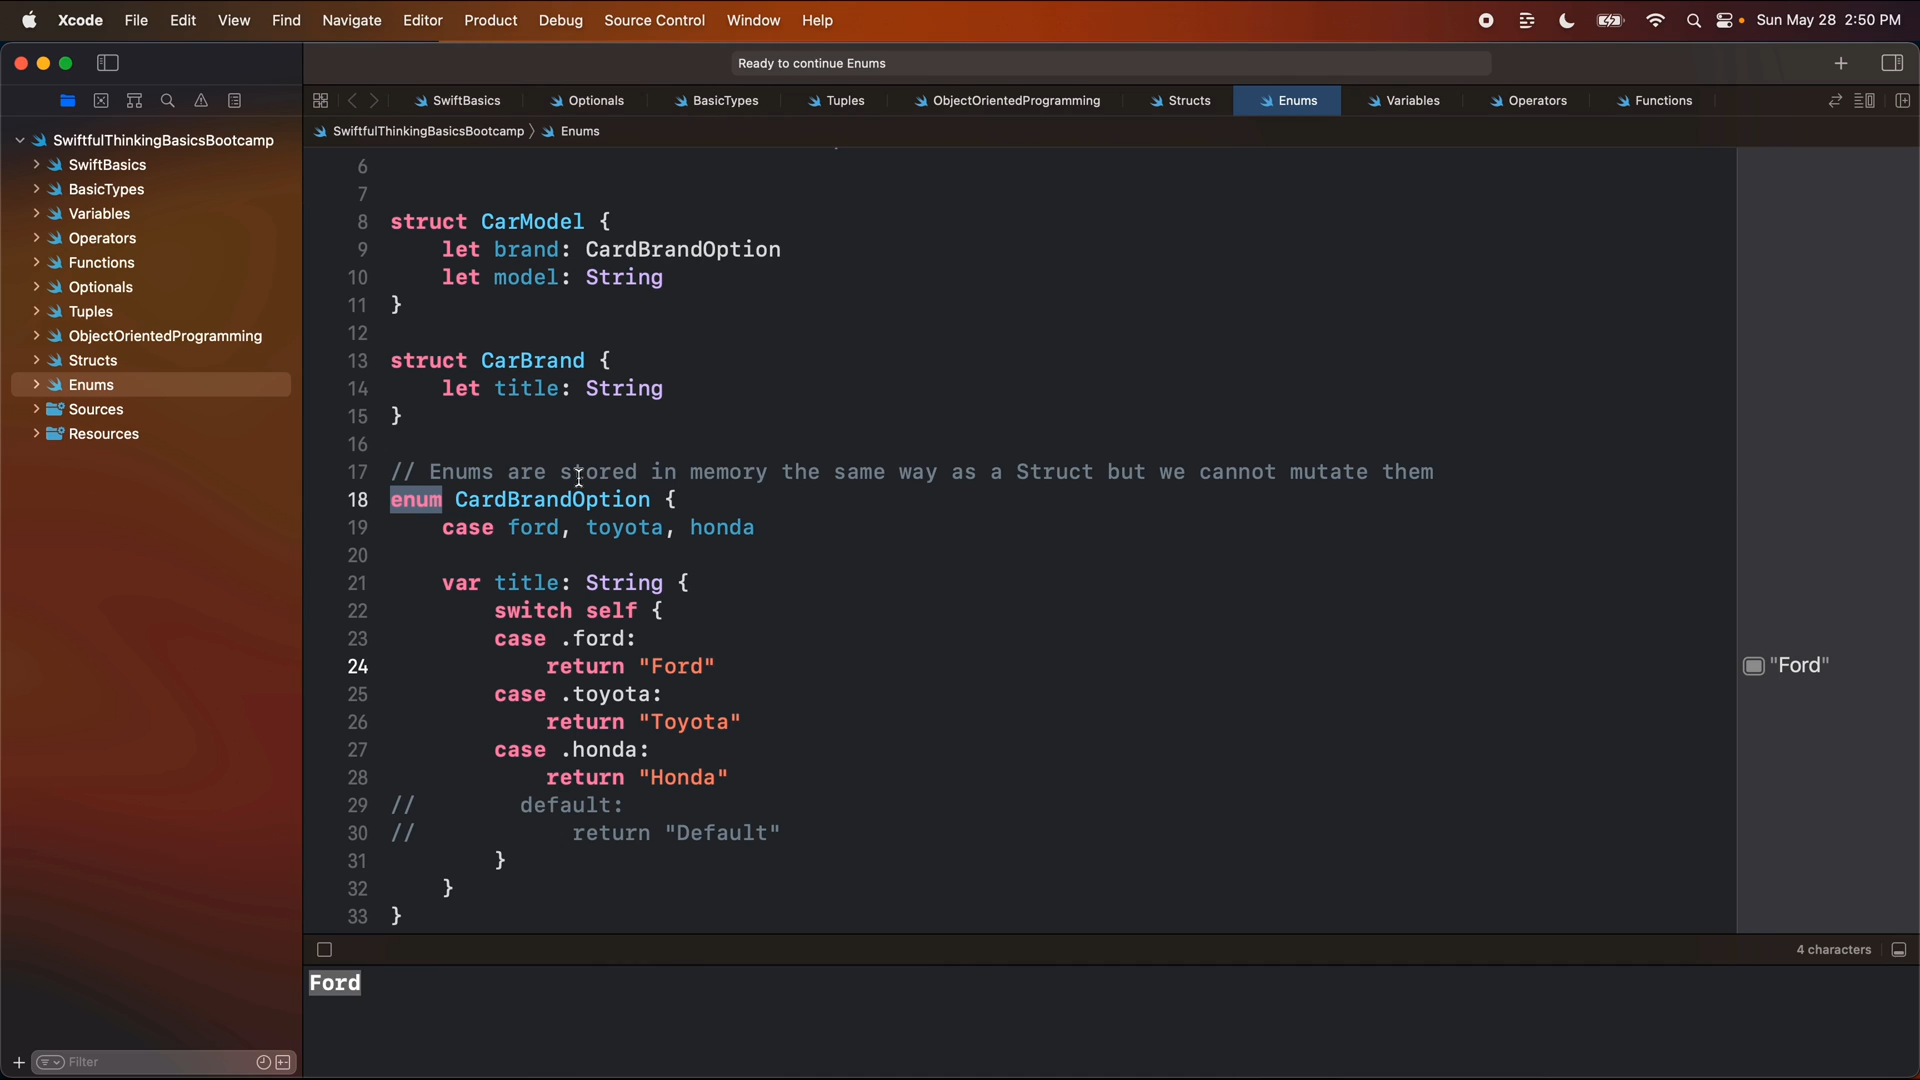 Xcode File Edit View Find Navigate Editor Product Debug Source Control Window Help Sun May 28 2:50 PM
Ready to continue Enums
SwiftBasics Optionals BasicTypes Tuples ObjectOrientedProgramming Structs Enums Variables Operators Functions
SwiftfulThinkingBasicsBootcamp Enums
SwiftfulThinkingBasicsBootcamp
SwiftBasics
BasicTypes
Variables
Operators
Functions
Optionals
Tuples
ObjectOrientedProgramming
Structs
Enums
Sources
Resources
6
7
8 struct CarModel {
9 let brand: CardBrandOption
10 let model: String
11 }
12
13 struct CarBrand {
14 let title: String
15 }
16
17 // Enums are stored in memory the same way as a Struct but we cannot mutate them
18 enum CardBrandOption {
19 case ford, toyota, honda
20
21 var title: String {
22 switch self {
23 case .ford:
24 return "Ford" "Ford"
25 case .toyota:
26 return "Toyota"
27 case .honda:
28 return "Honda"
29 // default:
30 // return "Default"
31 }
32 }
33 }
4 characters
Ford
Filter